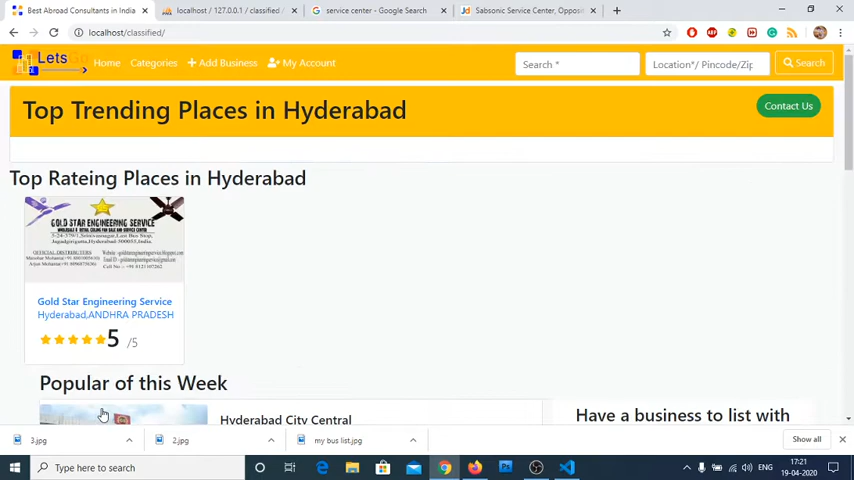 Best Abroad Consultants in India
localhost / 127.0.0.1 / classified /
service center - Google Search
Sabsonic Service Center, Opposi
localhost/classified/
LetsGo
Home
Categories
Add Business
My Account
Search *
Location*/ Pincode/Zip
Search
Top Trending Places in Hyderabad
Contact Us
Top Rateing Places in Hyderabad
GOLD STAR ENGINEERING SERVICE
Gold Star Engineering Service
Hyderabad,ANDHRA PRADESH
5 /5
Popular of this Week
Hyderabad City Central
Have a business to list with
3.jpg
2.jpg
my bus list.jpg
Show all
Type here to search
ENG
17:21
19-04-2020